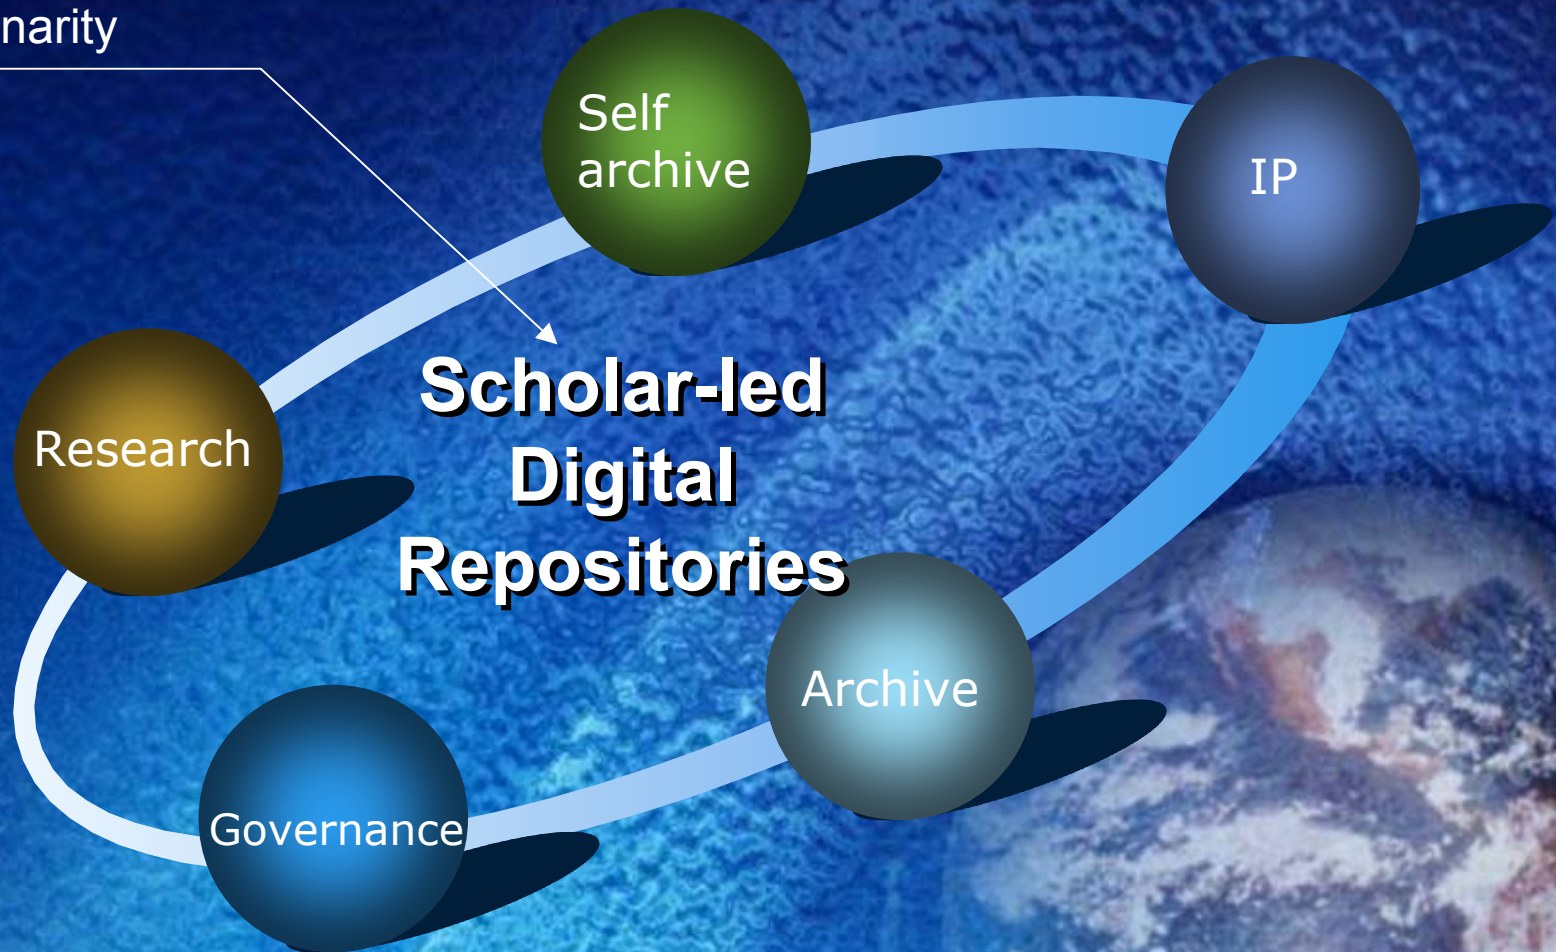 narity
Self
archive
IP
Scholar-led
Digital
Repositories
Research
Archive
Governance